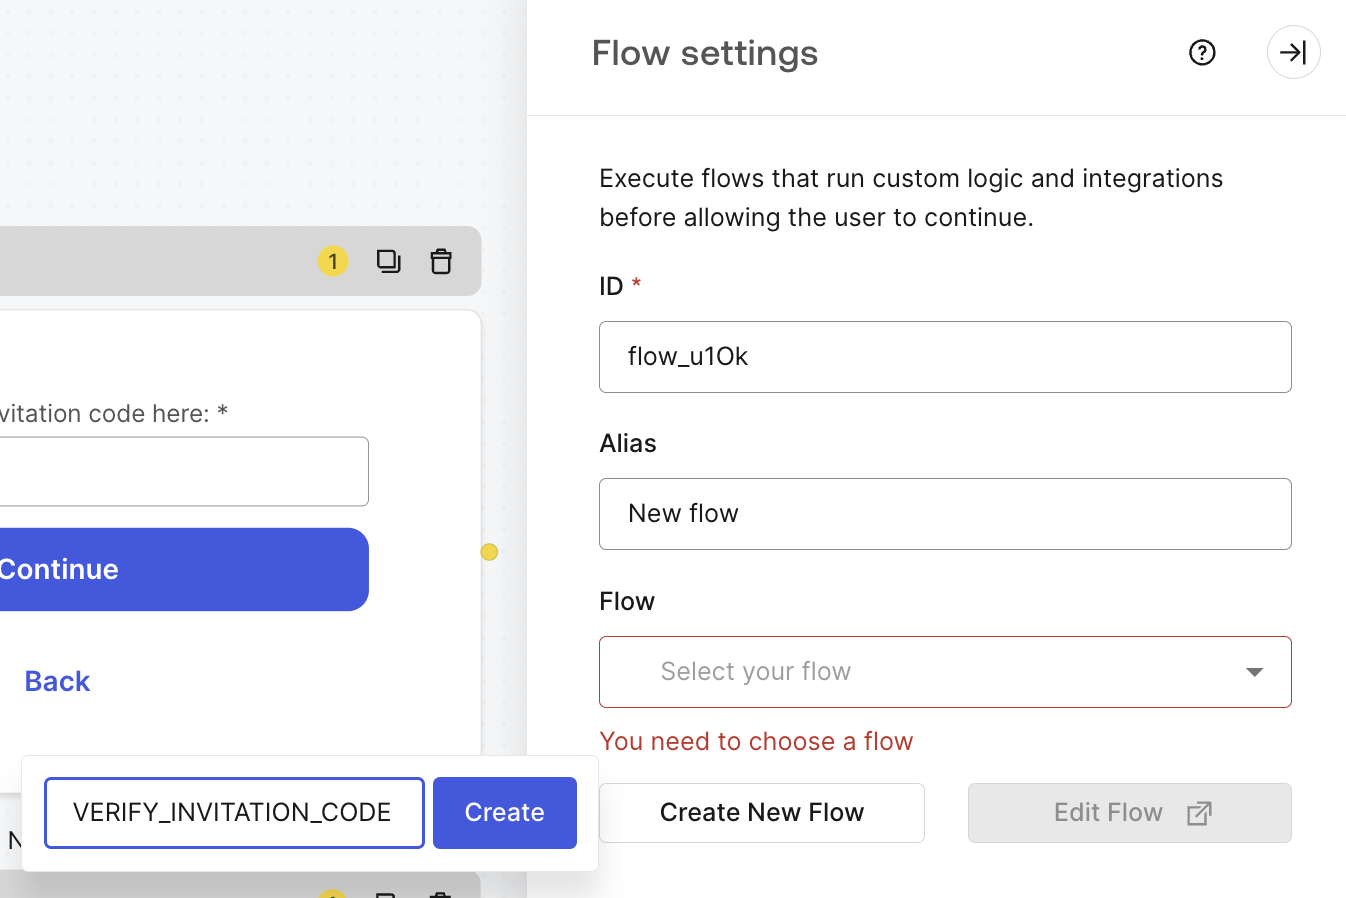 Flow settings
Execute flows that run custom logic and integrations
before allowing the user to continue.
ID *
flow_u1Ok
Alias
New flow
Flow
Select your flow
You need to choose a flow
Create New Flow
Edit Flow
1
vitation code here: *
Continue
Back
VERIFY_INVITATION_CODE
Create
N